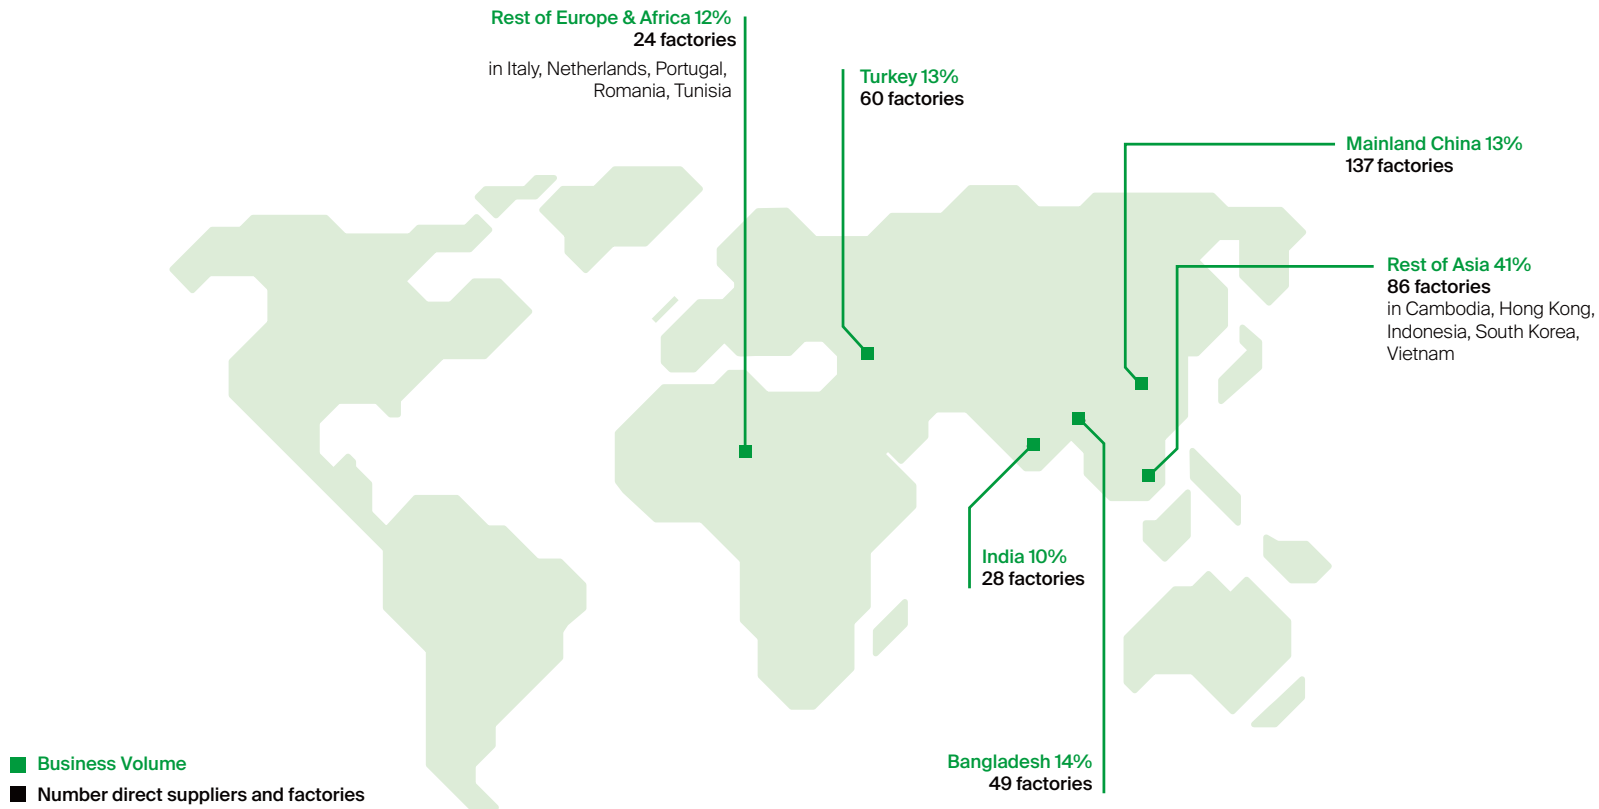 Rest of Europe & Africa 12%
24 factories
in Italy, Netherlands, Portugal,
Romania, Tunisia
Turkey 13%
60 factories
Mainland China 13%
137 factories
Rest of Asia 41%
86 factories
in Cambodia, Hong Kong,
Indonesia, South Korea,
Vietnam
India 10%
28 factories
Bangladesh 14%
49 factories
Business Volume
Number direct suppliers and factories